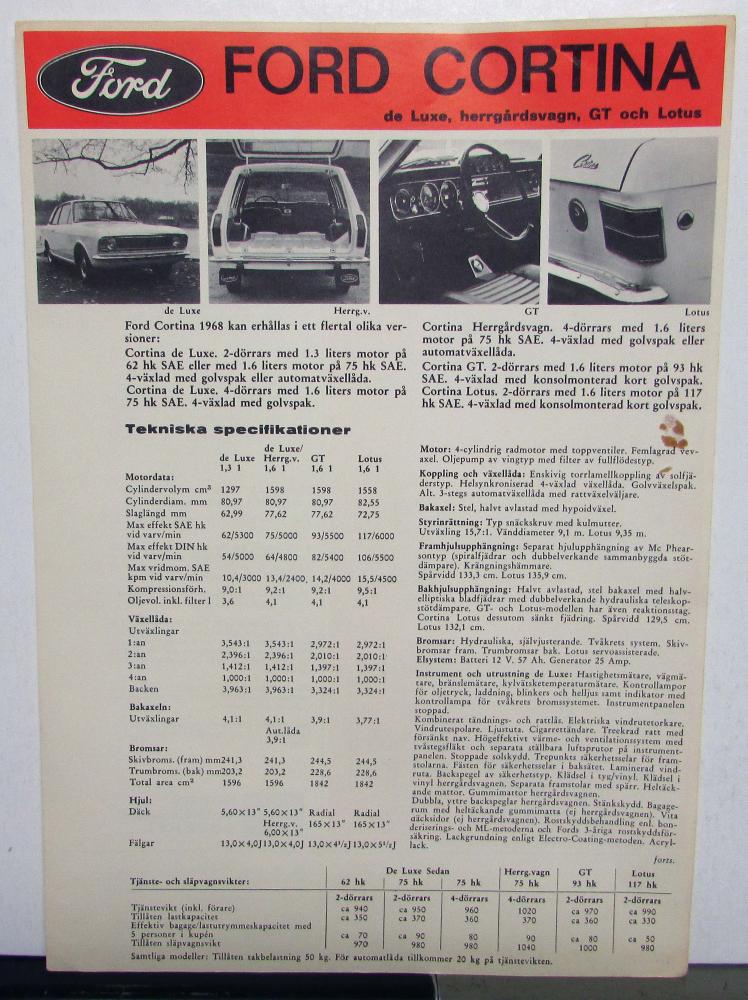 Ford
FORD CORTINA
de Luxe, herrgårdsvagn, GT och Lotus
Ford
de Luxe
Herrg.v.
GT
Lotus
Ford Cortina 1968 kan erhållas i ett flertal olika ver-
sioner:
Cortina de Luxe. 2-dörrars med 1.3 liters motor på
62 hk SAE eller med 1.6 liters motor på 75 hk SAE.
4-växlad med golvspak eller automatväxellåda.
Cortina de Luxe. 4-dörrars med 1.6 liters motor på
75 hk SAE. 4-växlad med golvspak.
Cortina Herrgårdsvagn. 4-dörrars med 1.6 liters
motor på 75 hk SAE. 4-växlad med golvspak eller
automatväxellåda.
Cortina GT. 2-dörrars med 1.6 liters motor på 93 hk
SAE. 4-växlad med konsolmonterad kort golvspak.
Cortina Lotus. 2-dörrars med 1.6 liters motor på 117
hk SAE. 4-växlad med konsolmonterad kort golvspak.
Tekniska specifikationer
de Luxe de Luxe/ Herrg.v. GT Lotus
1,3 l 1,6 l 1,6 l 1,6 l
Motordata:
Cylindervolym cm³ 1297 1598 1598 1558
Cylinderdiam. mm 80,97 80,97 80,97 82,55
Slaglängd mm 62,99 77,62 77,62 72,75
Max effekt SAE hk
vid varv/min 62/5300 75/5000 93/5500 117/6000
Max effekt DIN hk
vid varv/min 54/5000 64/4800 82/5400 106/5500
Max vridmom. SAE
kpm vid varv/min 10,4/3000 13,4/2400, 14,2/4000 15,5/4500
Kompressionsförh. 9,0:1 9,2:1 9,2:1 9,5:1
Oljevol. inkl. filter l 3,6 4,1 4,1 4,1
Växellåda:
Utväxlingar
1:an 3,543:1 3,543:1 2,972:1 2,972:1
2:an 2,396:1 2,396:1 2,010:1 2,010:1
3:an 1,412:1 1,412:1 1,397:1 1,397:1
4:an 1,000:1 1,000:1 1,000:1 1,000:1
Backen 3,963:1 3,963:1 3,324:1 3,324:1
Bakaxeln:
Utväxlingar 4,1:1 4,1:1 3,9:1 3,77:1
Aut.låda
3,9:1
Bromsar:
Skivbroms. (fram) mm 241,3 241,3 244,5 244,5
Trumbroms. (bak) mm 203,2 203,2 228,6 228,6
Total area cm² 1596 1596 1842 1842
Hjul:
Däck 5,60×13" 5,60×13" Radial Radial
Herrg.v. 165×13" 165×13"
6,00×13"
Fälgar 13,0×4,0J 13,0×4,0J 13,0×4¹/₂J 13,0×5¹/₂J
Motor: 4-cylindrig radmotor med toppventiler. Femlagrad vev-
axel. Oljepump av vingtyp med filter av fullflödestyp.
Koppling och växellåda: Enskivig torrlamellkoppling av solfjä-
derstyp. Helsynkroniserad 4-växlad växellåda. Golvväxelspak.
Alt. 3-stegs automatväxellåda med rattväxelväljare.
Bakaxel: Stel, halvt avlastad med hypoidväxel.
Styrinrättning: Typ snäckskruv med kulmutter.
Utväxling 15,7:1. Vänddiameter 9,1 m. Lotus 9,35 m.
Framhjulsupphängning: Separat hjulupphängning av Mc Phear-
sontyp (spiralfjädrar och dubbelverkande sammanbyggda stöt-
dämpare). Krängningshämmare.
Spårvidd 133,3 cm. Lotus 135,9 cm.
Bakhjulsupphängning: Halvt avlastad, stel bakaxel med halv-
elliptiska bladfjädrar med dubbelverkande hydrauliska teleskop-
stötdämpare. GT- och Lotus-modellen har även reaktionsstag.
Cortina Lotus dessutom sänkt fjädring. Spårvidd 129,5 cm.
Lotus 132,1 cm.
Bromsar: Hydrauliska, självjusterande. Tvåkrets system. Skiv-
bromsar fram. Trumbromsar bak. Lotus servoassisterade.
Elsystem: Batteri 12 V. 57 Ah. Generator 25 Amp.
Instrument och utrustning de Luxe: Hastighetsmätare, vägmä-
tare, bränslemätare, kylvätsketemperaturmätare. Kontrollampor
för oljetryck, laddning, blinkers och helljus samt indikator med
kontrollampa för tvåkrets bromssystemet. Instrumentpanelen
stoppad.
Kombinerat tändnings- och rattlås. Elektriska vindrutetorkare.
Vindrutespolare. Ljustuta. Cigarrettändare. Treekrad ratt med
försänkt nav. Högeffektivt värme- och ventilationssystem med
tvåstegsfläkt och separata ställbara luftsprutor på instrument-
panelen. Stoppade solskydd. Trepunkts säkerhetsselar för fram-
stolarna. Fästen för säkerhetsselar i baksätet. Laminerad vind-
ruta. Backspegel av säkerhetstyp. Klädsel i tyg/vinyl. Klädsel i
vinyl herrgårdsvagnen. Separata framstolar med spärr. Heltäck-
ande mattor. Gummimattor herrgårdsvagnen.
Dubbla, yttre backspeglar herrgårdsvagnen. Stänkskydd. Bagage-
rum med heltäckande gummimatta (ej herrgårdsvagnen). Vita
däcksidor (ej herrgårdsvagnen). Rostskyddsbehandling enl. bon-
deriserings- och ML-metoderna och Fords 3-åriga rostskyddsför-
säkring. Lackgrundning enligt Electro-Coating-metoden. Acryl-
lack.
forts.
De Luxe Sedan Herrg.vagn GT Lotus
Tjänste- och släpvagnsvikter: 62 hk 75 hk 75 hk 75 hk 93 hk 117 hk
2-dörrars 2-dörrars 4-dörrars 4-dörrars 2-dörrars 2-dörrars
Tjänstevikt (inkl. förare) ca 940 ca 950 960 1020 ca 970 ca 990
Tillåten lastkapacitet ca 350 ca 370 360 370 ca 360 ca 330
Effektiv bagage/lastutrymmeskapacitet med
5 personer i kupén ca 70 ca 90 80 90 ca 80 ca 50
Tillåten släpvagnsvikt 970 980 980 1040 1000 980
Samtliga modeller: Tillåten takbelastning 50 kg. För automatlåda tillkommer 20 kg på tjänstevikten.